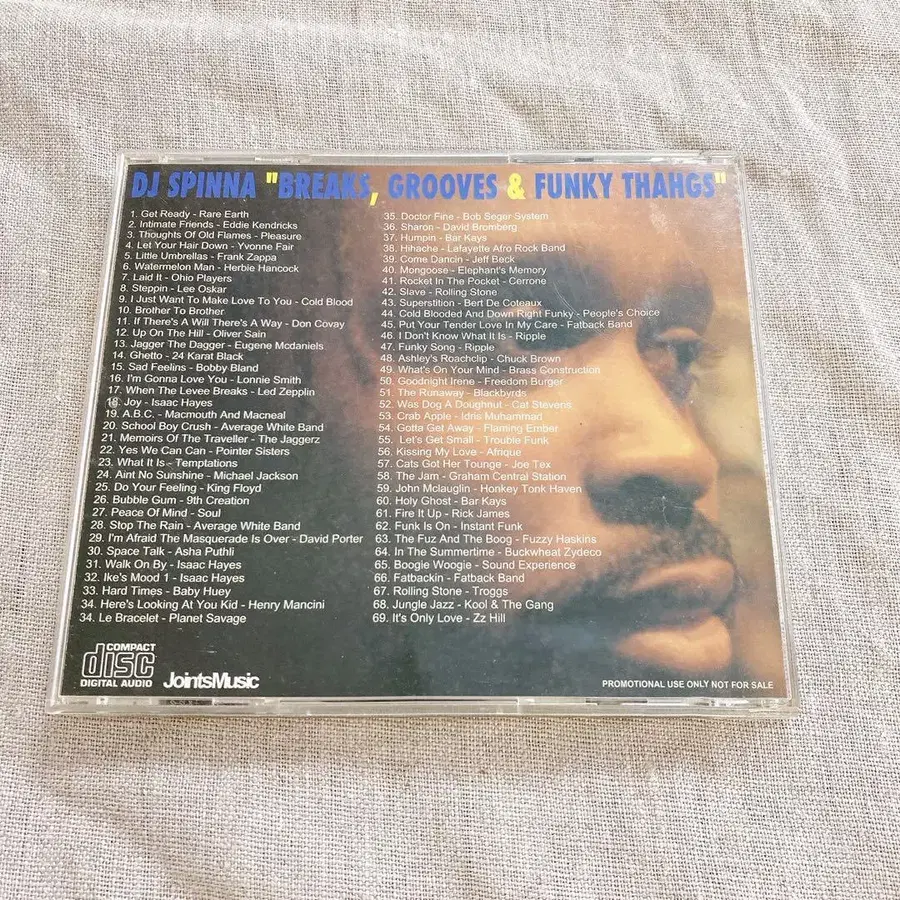 DJ SPINNA "BREAKS, GROOVES & FUNKY THAHGS"
1. Get Ready - Rare Earth
2. Intimate Friends - Eddie Kendricks
3. Thoughts Of Old Flames - Pleasure
4. Let Your Hair Down - Yvonne Fair
5. Little Umbrellas - Frank Zappa
6. Watermelon Man - Herbie Hancock
7. Laid It - Ohio Players
8. Steppin - Lee Oskar
9. I Just Want To Make Love To You - Cold Blood
10. Brother To Brother
11. If There's A Will There's A Way - Don Covay
12. Up On The Hill - Oliver Sain
13. Jagger The Dagger - Eugene Mcdaniels
14. Ghetto - 24 Karat Black
15. Sad Feelins - Bobby Bland
16. I'm Gonna Love You - Lonnie Smith
17. When The Levee Breaks - Led Zepplin
18. Joy - Isaac Hayes
19. A.B.C. - Macmouth And Macneal
20. School Boy Crush - Average White Band
21. Memoirs Of The Traveller - The Jaggerz
22. Yes We Can Can - Pointer Sisters
23. What It Is - Temptations
24. Aint No Sunshine - Michael Jackson
25. Do Your Feeling - King Floyd
26. Bubble Gum - 9th Creation
27. Peace Of Mind - Soul
28. Stop The Rain - Average White Band
29. I'm Afraid The Masquerade Is Over - David Porter
30. Space Talk - Asha Puthli
31. Walk On By - Isaac Hayes
32. Ike's Mood 1 - Isaac Hayes
33. Hard Times - Baby Huey
34. Here's Looking At You Kid - Henry Mancini
34. Le Bracelet - Planet Savage
35. Doctor Fine - Bob Seger System
36. Sharon - David Bromberg
37. Humpin - Bar Kays
38. Hihache - Lafayette Afro Rock Band
39. Come Dancin - Jeff Beck
40. Mongoose - Elephant's Memory
41. Rocket In The Pocket - Cerrone
42. Slave - Rolling Stone
43. Superstition - Bert De Coteaux
44. Cold Blooded And Down Right Funky - People's Choice
45. Put Your Tender Love In My Care - Fatback Band
46. I Don't Know What It Is - Ripple
47. Funky Song - Ripple
48. Ashley's Roachclip - Chuck Brown
49. What's On Your Mind - Brass Construction
50. Goodnight Irene - Freedom Burger
51. The Runaway - Blackbyrds
52. Was Dog A Doughnut - Cat Stevens
53. Crab Apple - Idris Muhammad
54. Gotta Get Away - Flaming Ember
55. Let's Get Small - Trouble Funk
56. Kissing My Love - Afrique
57. Cats Got Her Tounge - Joe Tex
58. The Jam - Graham Central Station
59. John Mclauglin - Honkey Tonk Haven
60. Holy Ghost - Bar Kays
61. Fire It Up - Rick James
62. Funk Is On - Instant Funk
63. The Fuz And The Boog - Fuzzy Haskins
64. In The Summertime - Buckwheat Zydeco
65. Boogie Woogie - Sound Experience
66. Fatbackin - Fatback Band
67. Rolling Stone - Troggs
68. Jungle Jazz - Kool & The Gang
69. It's Only Love - Zz Hill
COMPACT
disc
DIGITAL AUDIO
JointsMusic
PROMOTIONAL USE ONLY NOT FOR SALE